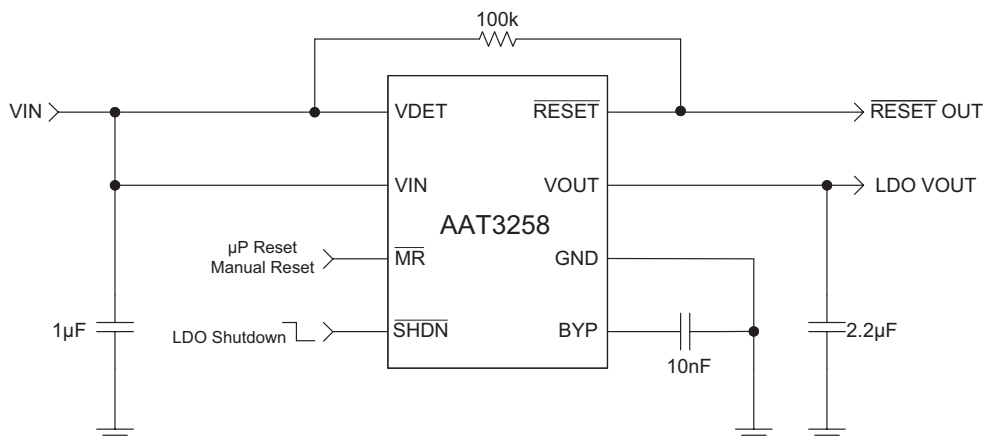 100k
VIN
VDET
RESET
RESET OUT
VIN
VOUT
LDO VOUT
AAT3258
µP Reset
Manual Reset
MR
GND
1µF
LDO Shutdown
SHDN
BYP
10nF
2.2µF